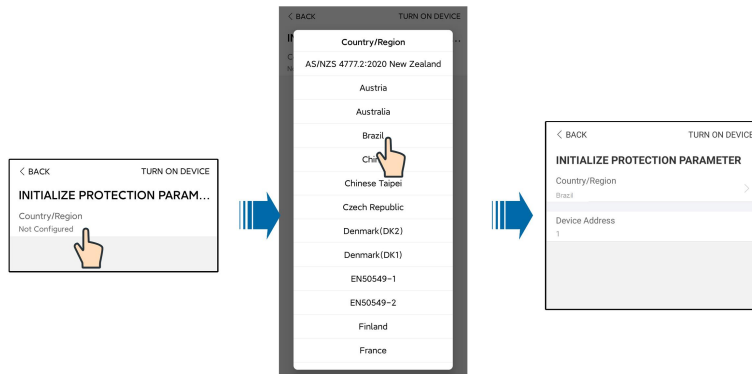 < BACK TURN ON DEVICE
INITIALIZE PROTECTION PARAM...
Country/Region
Not Configured
< BACK TURN ON DEVICE
Country/Region
AS/NZS 4777.2:2020 New Zealand
Austria
Australia
Brazil
Chinese Taipei
Czech Republic
Denmark(DK2)
Denmark(DK1)
EN50549-1
EN50549-2
Finland
France
< BACK TURN ON DEVICE
INITIALIZE PROTECTION PARAMETER
Country/Region
Brazil
Device Address
1